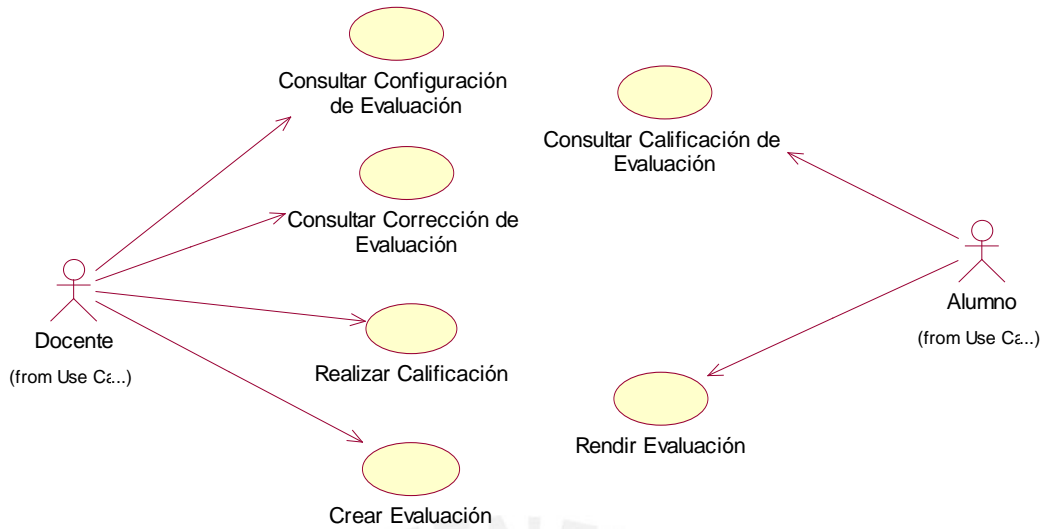 Consultar Configuración
de Evaluación
Consultar Calificación de
Evaluación
Consultar Corrección de
Evaluación
Docente
(from Use Ca...)
Alumno
(from Use Ca...)
Realizar Calificación
Rendir Evaluación
Crear Evaluación